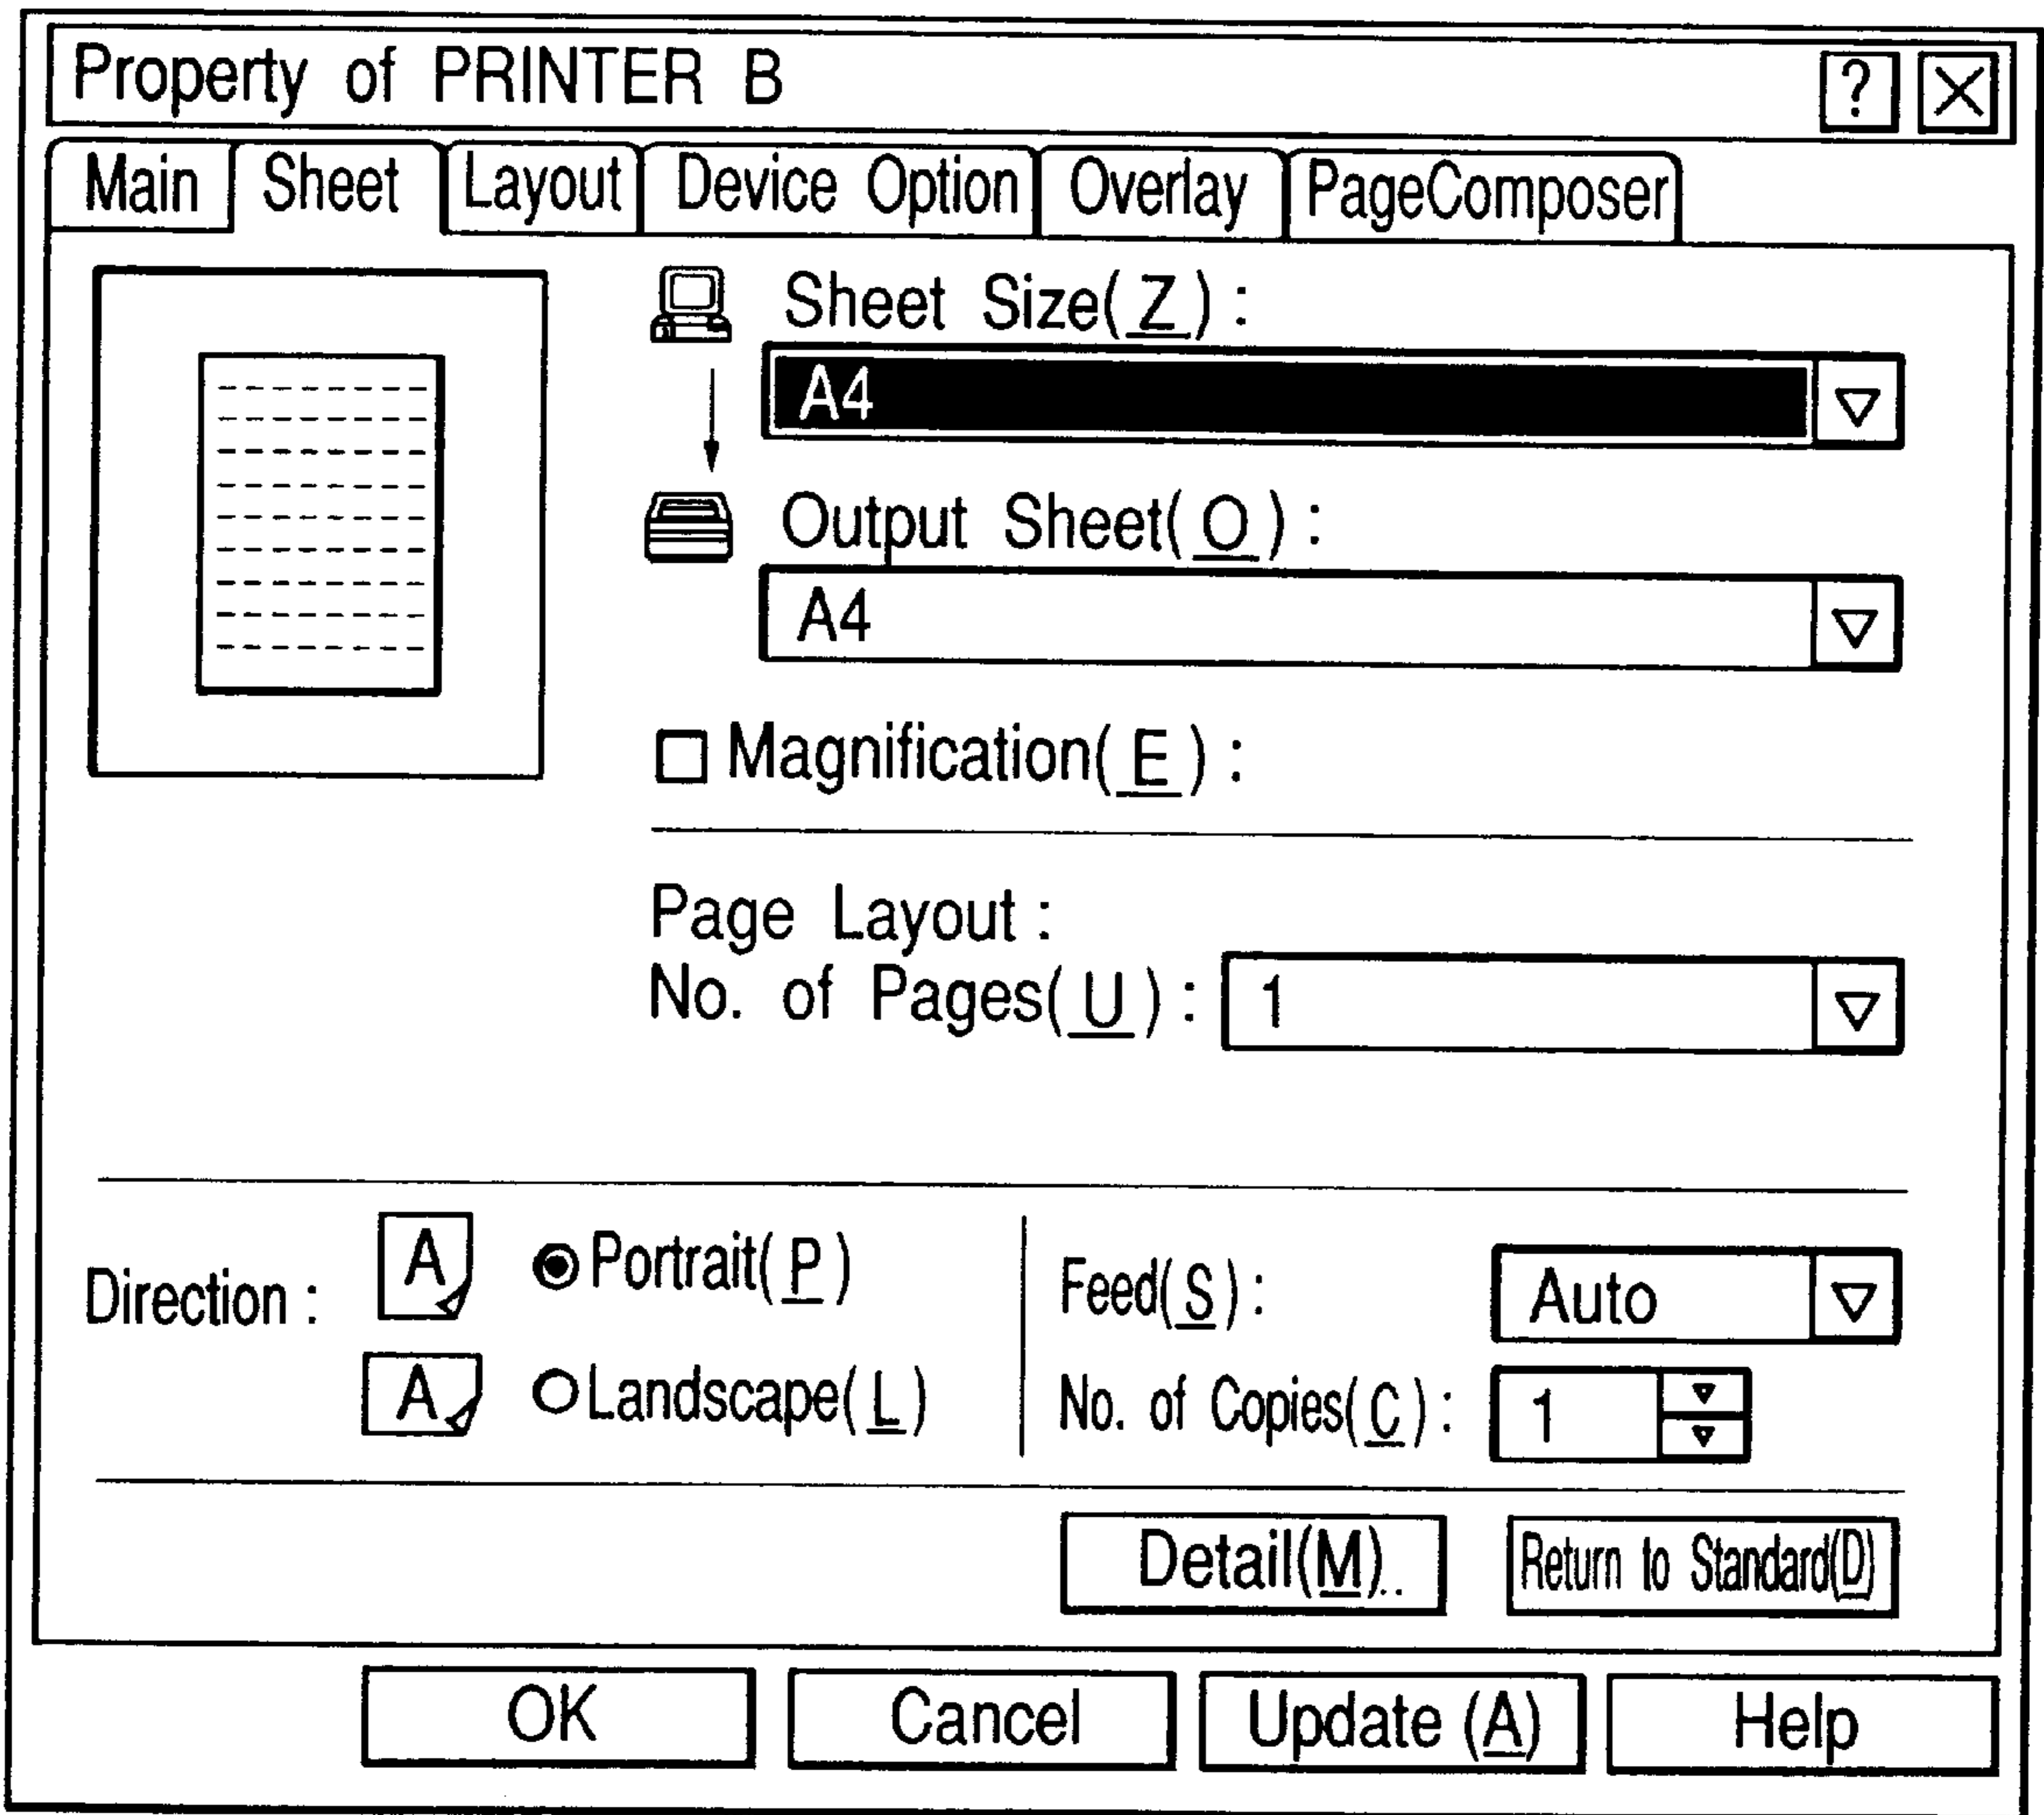 Property of PRINTER B ? X
Main Sheet Layout Device Option Overlay PageComposer
Sheet Size(Z) :
A4
Output Sheet(O) :
A4
Magnification(E) :
Page Layout :
No. of Pages(U) : 1
Direction :
A Portrait(P)
A Landscape(L)
Feed(S) : Auto
No. of Copies(C) : 1
Detail(M)..
Return to Standard(D)
OK Cancel Update (A) Help